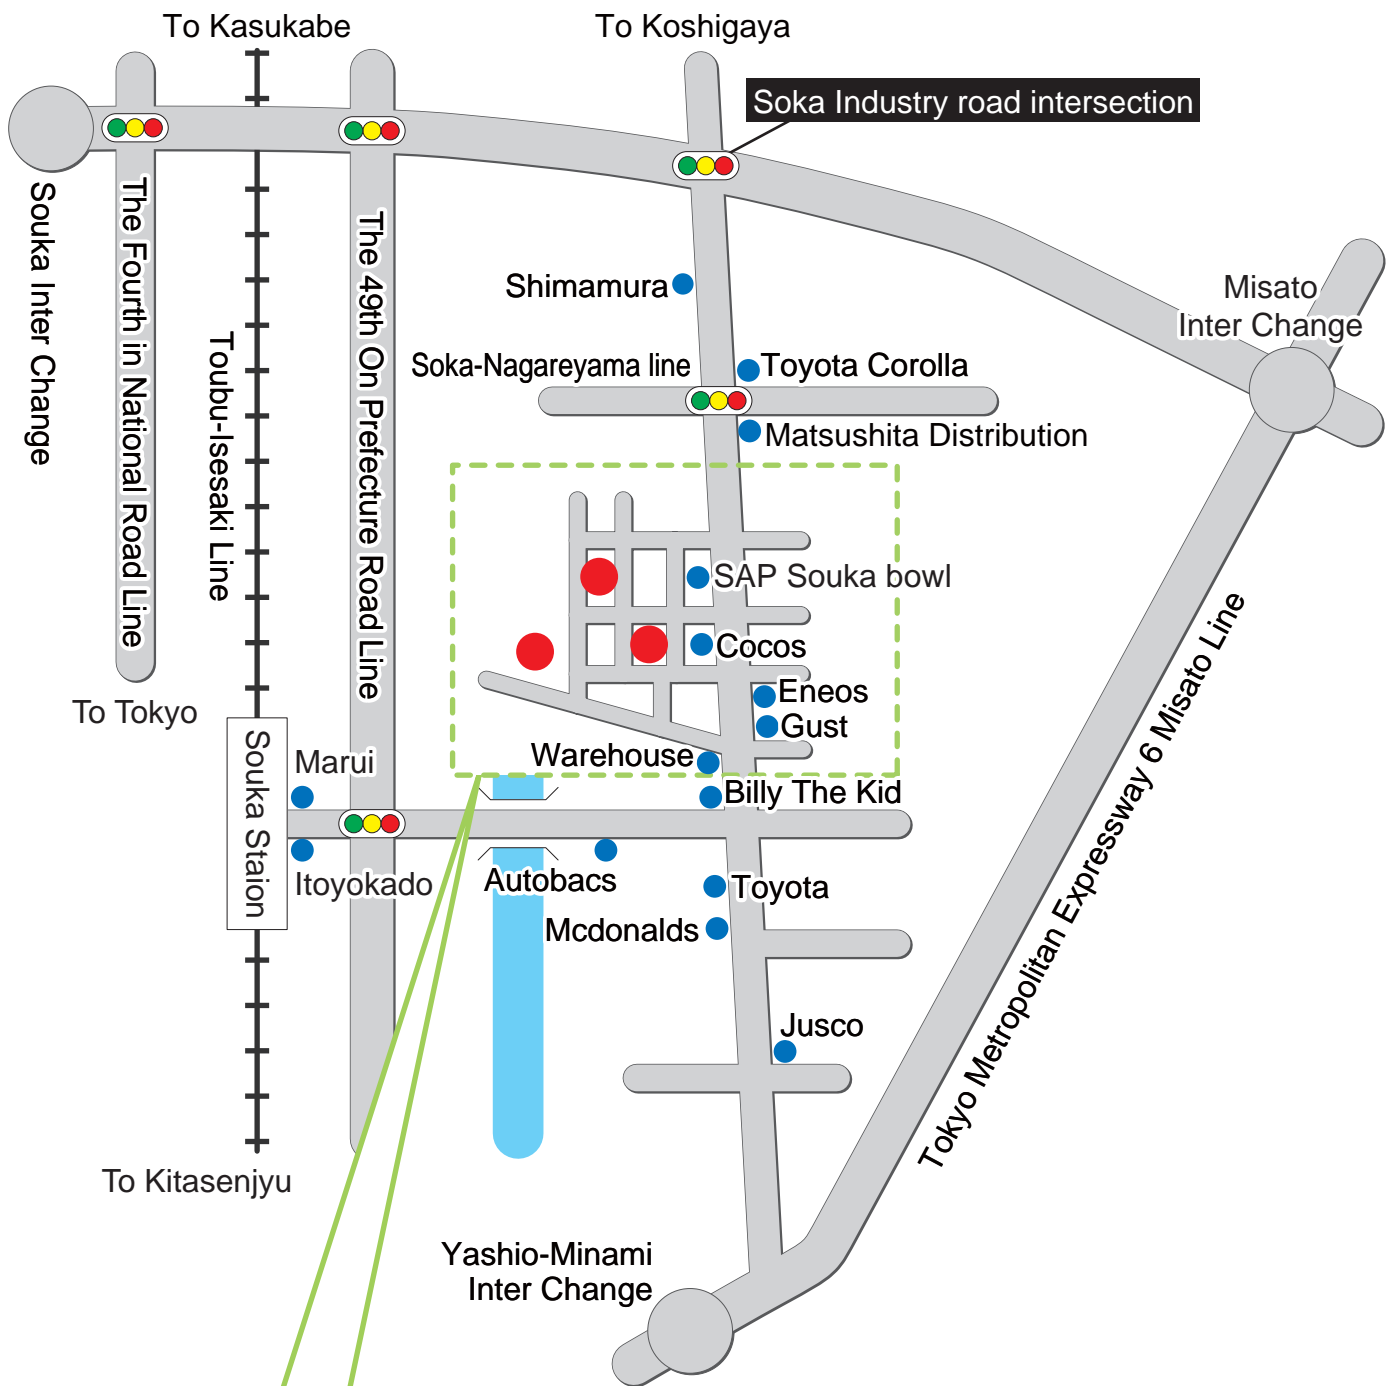 To Kasukabe
To Koshigaya
Soka Industry road intersection
Souka Inter Change
The Fourth in National Road Line
Toubu-Isesaki Line
The 49th On Prefecture Road Line
Shimamura
Misato
Inter Change
Soka-Nagareyama line
Toyota Corolla
Matsushita Distribution
SAP Souka bowl
Cocos
Eneos
Gust
To Tokyo
Souka Staion
Marui
Warehouse
Billy The Kid
Itoyokado
Autobacs
Toyota
Mcdonalds
Tokyo Metropolitan Expressway 6 Misato Line
Jusco
To Kitasenjyu
Yashio-Minami
Inter Change